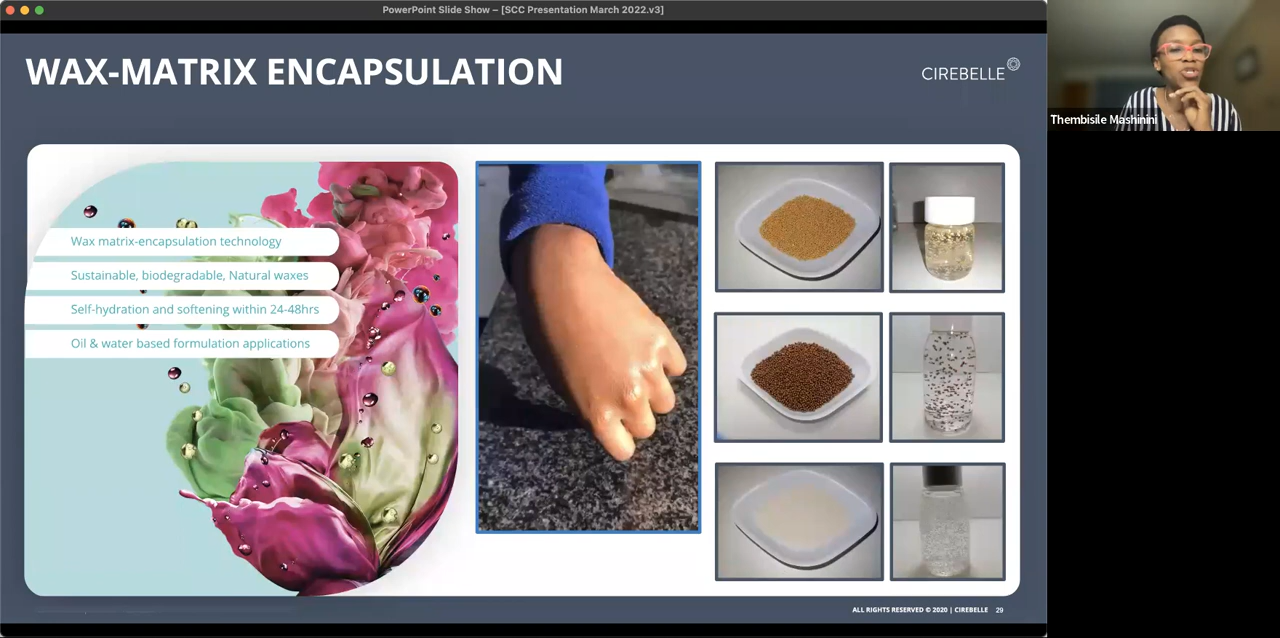 PowerPoint Slide Show – [SCC Presentation March 2022.v3]
WAX-MATRIX ENCAPSULATION
CIREBELLE
Thembisile Mashinini
Wax matrix-encapsulation technology
Sustainable, biodegradable, Natural waxes
Self-hydration and softening within 24-48hrs
Oil & water based formulation applications
ALL RIGHTS RESERVED © 2020 | CIREBELLE 29